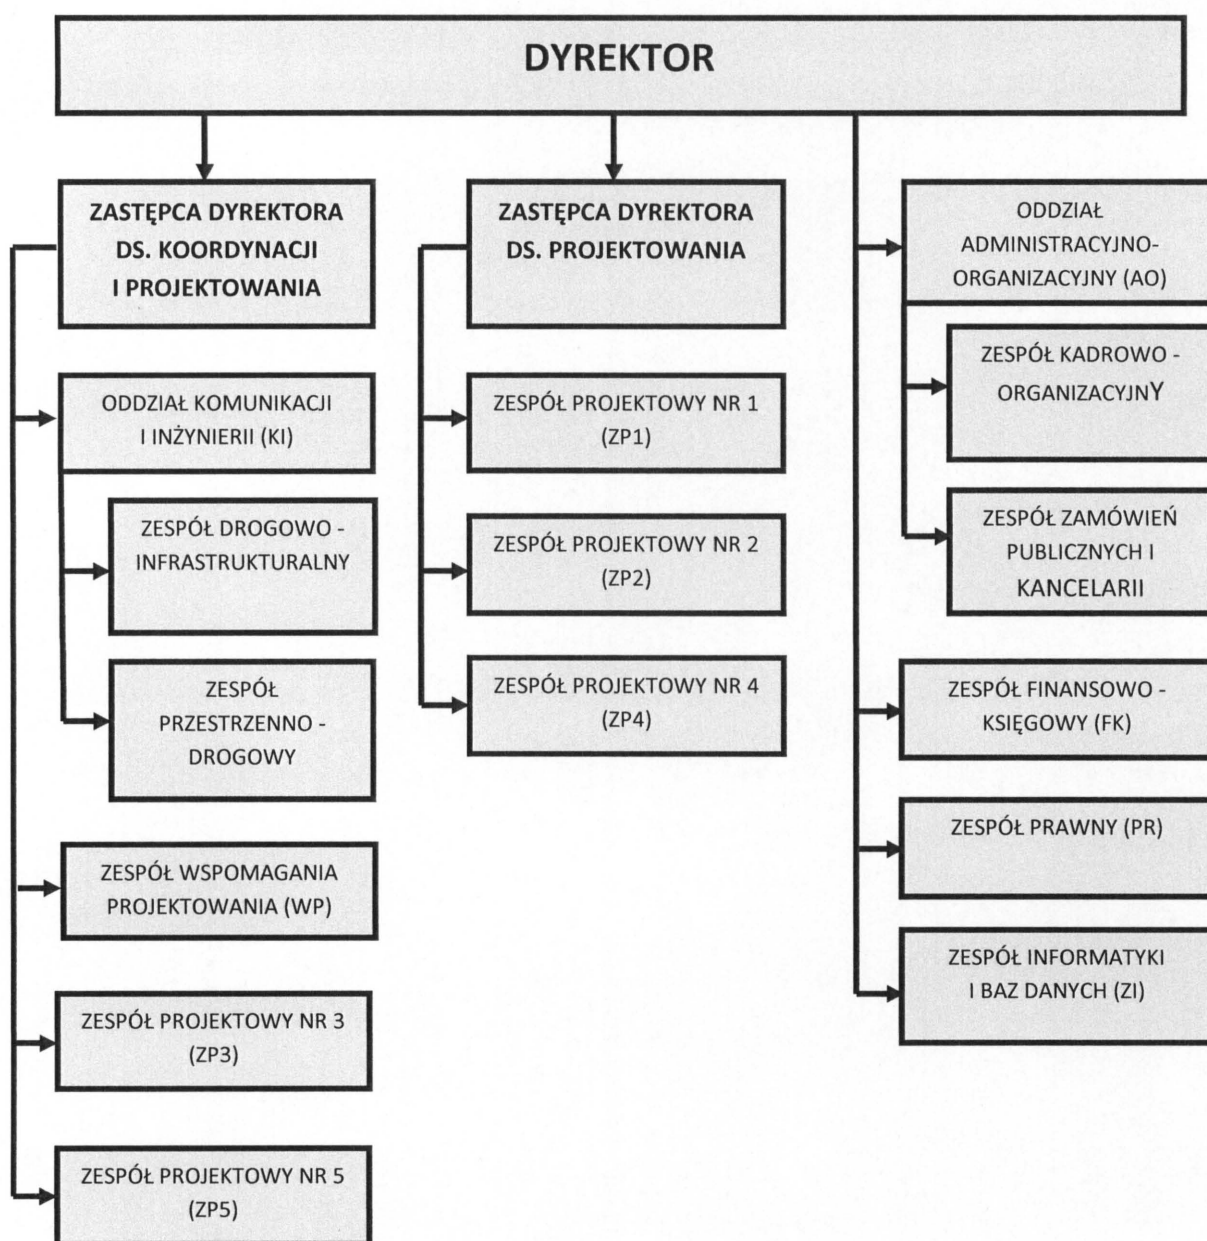 DYREKTOR
ZASTĘPCA DYREKTORA
DS. KOORDYNACJI
I PROJEKTOWANIA
ODDZIAŁ KOMUNIKACJI
I INŻYNIERII (KI)
ZESPÓŁ DROGOWO -
INFRASTRUKTURALNY
ZESPÓŁ
PRZESTRZENNO -
DROGOWY
ZESPÓŁ WSPOMAGANIA
PROJEKTOWANIA (WP)
ZESPÓŁ PROJEKTOWY NR 3
(ZP3)
ZESPÓŁ PROJEKTOWY NR 5
(ZP5)
ZASTĘPCA DYREKTORA
DS. PROJEKTOWANIA
ZESPÓŁ PROJEKTOWY NR 1
(ZP1)
ZESPÓŁ PROJEKTOWY NR 2
(ZP2)
ZESPÓŁ PROJEKTOWY NR 4
(ZP4)
ODDZIAŁ
ADMINISTRACYJNO-
ORGANIZACYJNY (AO)
ZESPÓŁ KADROWO -
ORGANIZACYJNY
ZESPÓŁ ZAMÓWIEŃ
PUBLICZNYCH I
KANCELARII
ZESPÓŁ FINANSOWO -
KSIĘGOWY (FK)
ZESPÓŁ PRAWNY (PR)
ZESPÓŁ INFORMATYKI
I BAZ DANYCH (ZI)